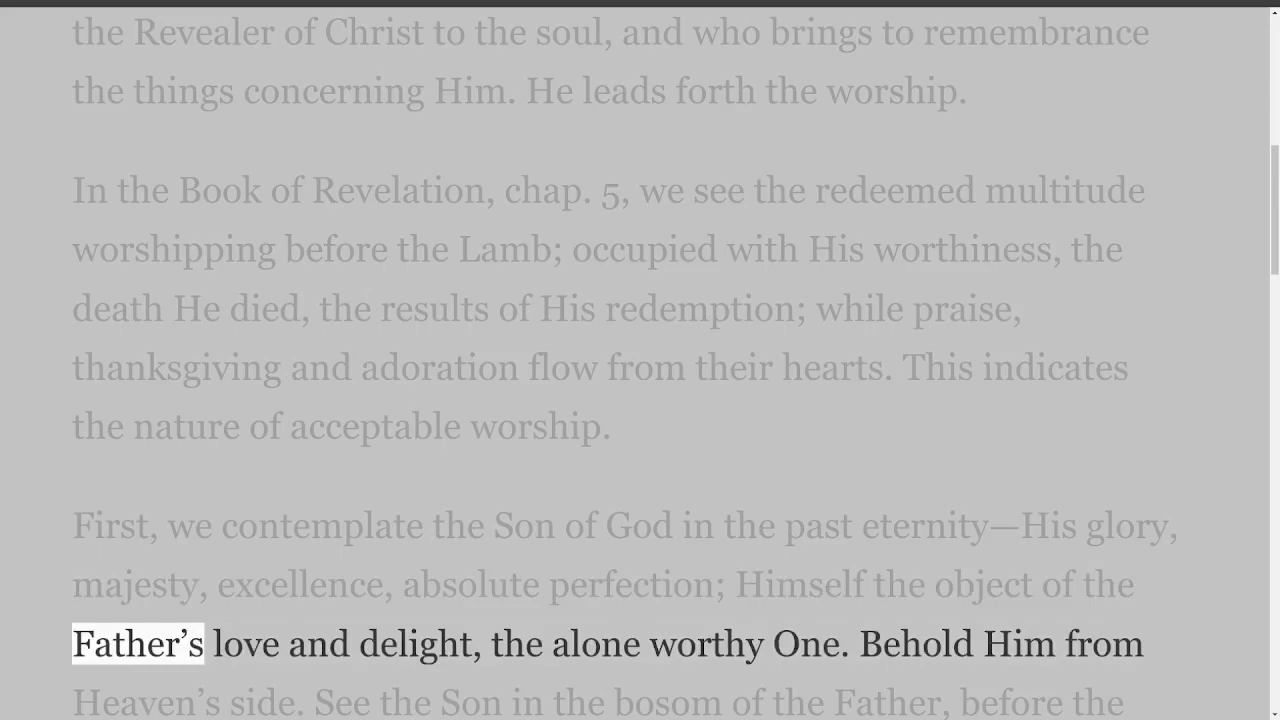 the Revealer of Christ to the soul, and who brings to remembrance
the things concerning Him. He leads forth the worship.
In the Book of Revelation, chap. 5, we see the redeemed multitude
worshipping before the Lamb; occupied with His worthiness, the
death He died, the results of His redemption; while praise,
thanksgiving and adoration flow from their hearts. This indicates
the nature of acceptable worship.
First, we contemplate the Son of God in the past eternity—His glory,
majesty, excellence, absolute perfection; Himself the object of the
Father’s love and delight, the alone worthy One. Behold Him from
Heaven’s side. See the Son in the bosom of the Father, before the